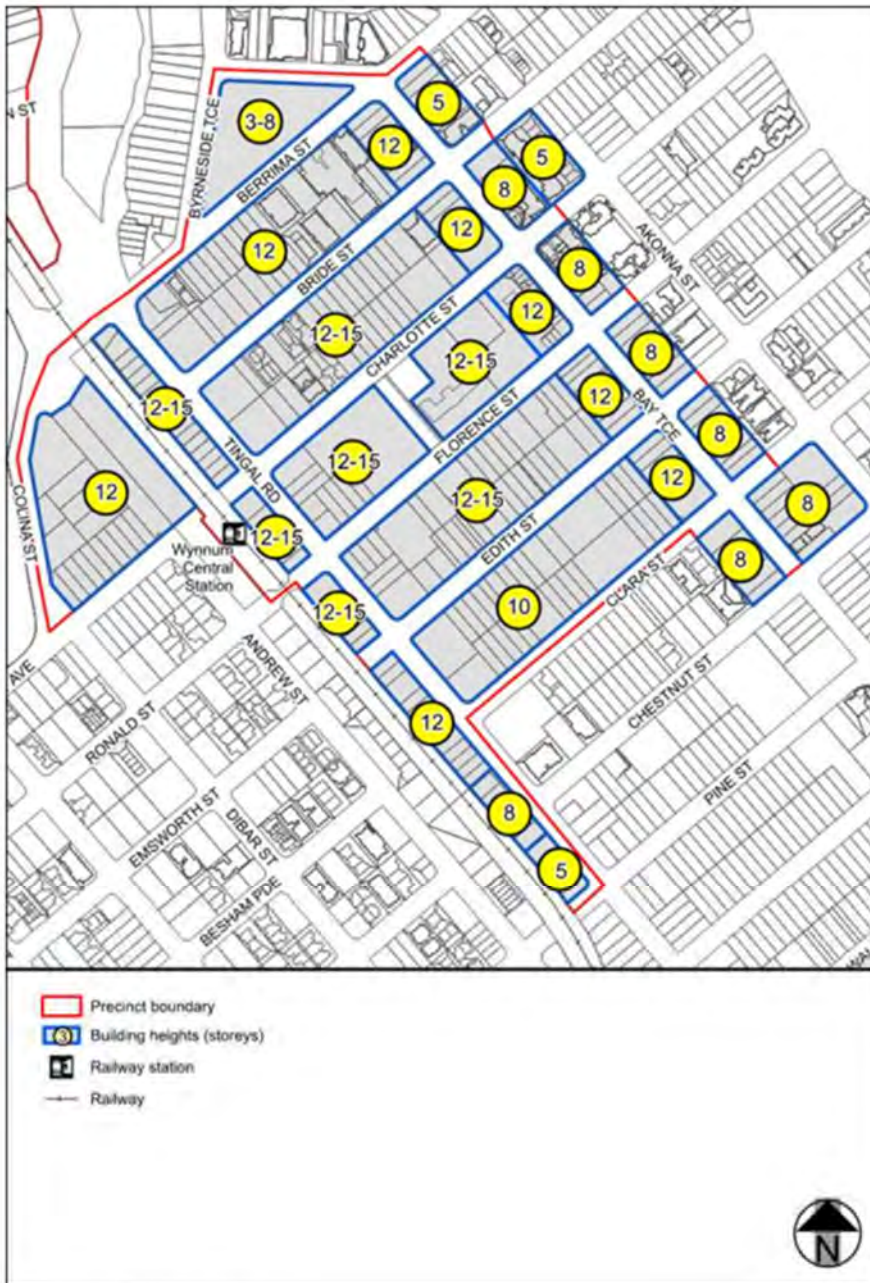 N ST
BYRNESIDE TCE
3-8
BERRIMA ST
5
12
5
8
12
BRIDE ST
12
8
AKONNA ST
12-15
CHARLOTTE ST
12
12-15
8
12-15
TINGAL RD
12
BAY TCE
FLORENCE ST
8
12-15
12-15
12
12
EDITH ST
8
COLINA ST
12-15
Wynnum
Central
Station
8
CLARA ST
12-15
10
AVE
ANDREW ST
RONALD ST
CHESTNUT ST
12
EMSWORTH ST
DIBAR ST
PINE ST
8
BESHAM PDE
5
Precinct boundary
3 Building heights (storeys)
Railway station
Railway
N